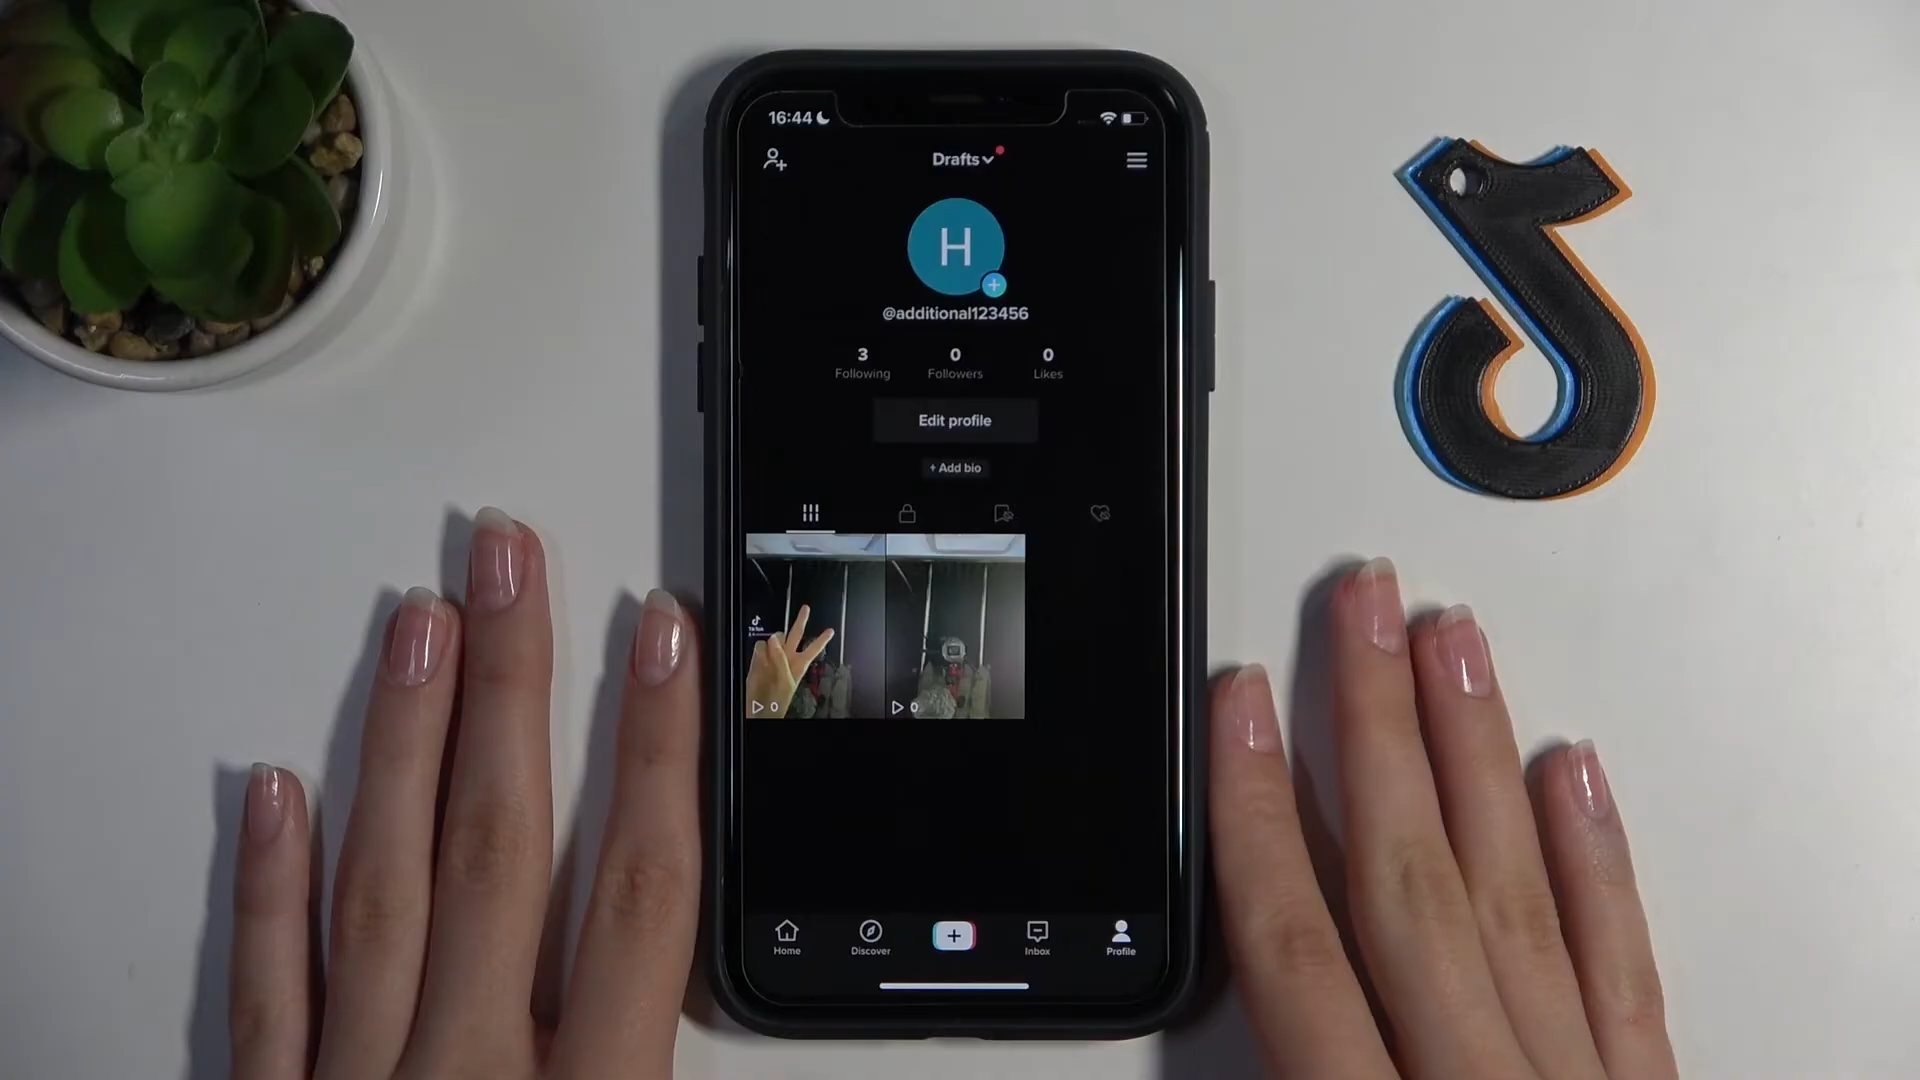 16:44
Drafts
H
@additional123456
3 0 0
Following Followers Likes
Edit profile
+ Add bio
TikTok
0 0
Home Discover Inbox Profile